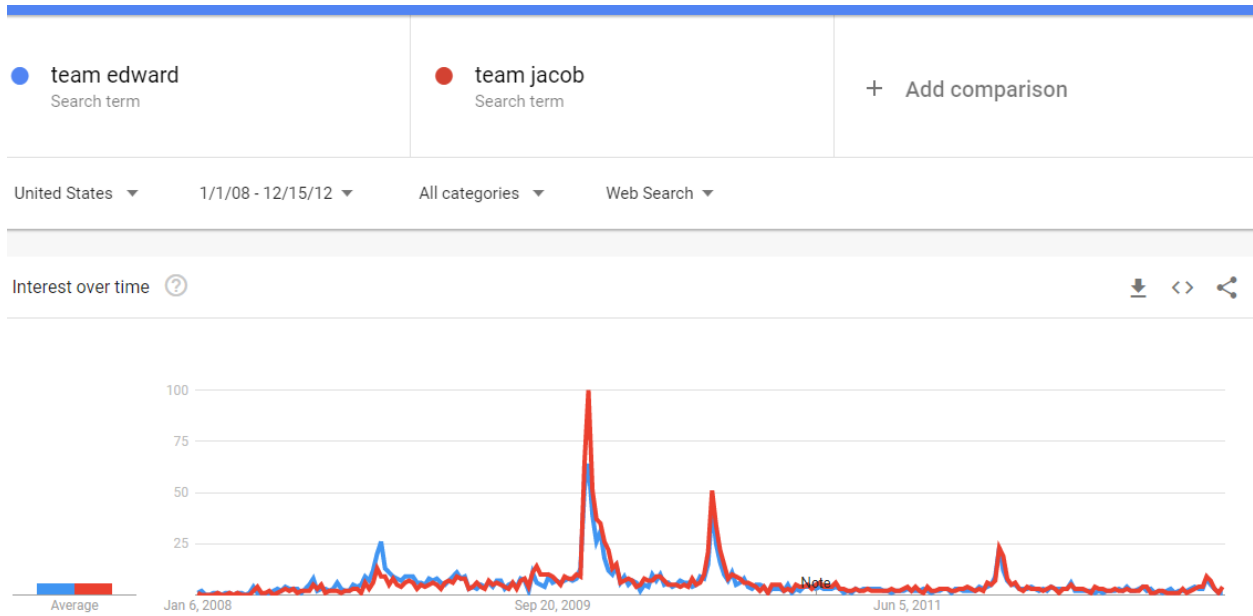 team edward
Search term
team jacob
Search term
+ Add comparison
United States
1/1/08 - 12/15/12
All categories
Web Search
Interest over time
?
100
75
50
25
Note
Average
Jan 6, 2008
Sep 20, 2009
Jun 5, 2011